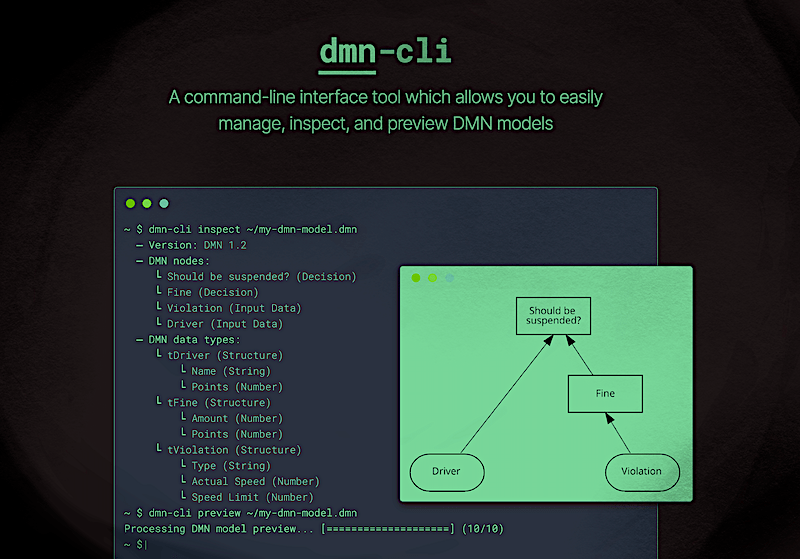 dmn-cli
A command-line interface tool which allows you to easily
manage, inspect, and preview DMN models
~ $ dmn-cli inspect ~/my-dmn-model.dmn
– Version: DMN 1.2
– DMN nodes:
└ Should be suspended? (Decision)
└ Fine (Decision)
└ Violation (Input Data)
└ Driver (Input Data)
– DMN data types:
└ tDriver (Structure)
└ Name (String)
└ Points (Number)
└ tFine (Structure)
└ Amount (Number)
└ Points (Number)
└ tViolation (Structure)
└ Type (String)
└ Actual Speed (Number)
└ Speed Limit (Number)
~ $ dmn-cli preview ~/my-dmn-model.dmn
Processing DMN model preview... [====================] (10/10)
~ $|
Should be
suspended?
Fine
Driver
Violation